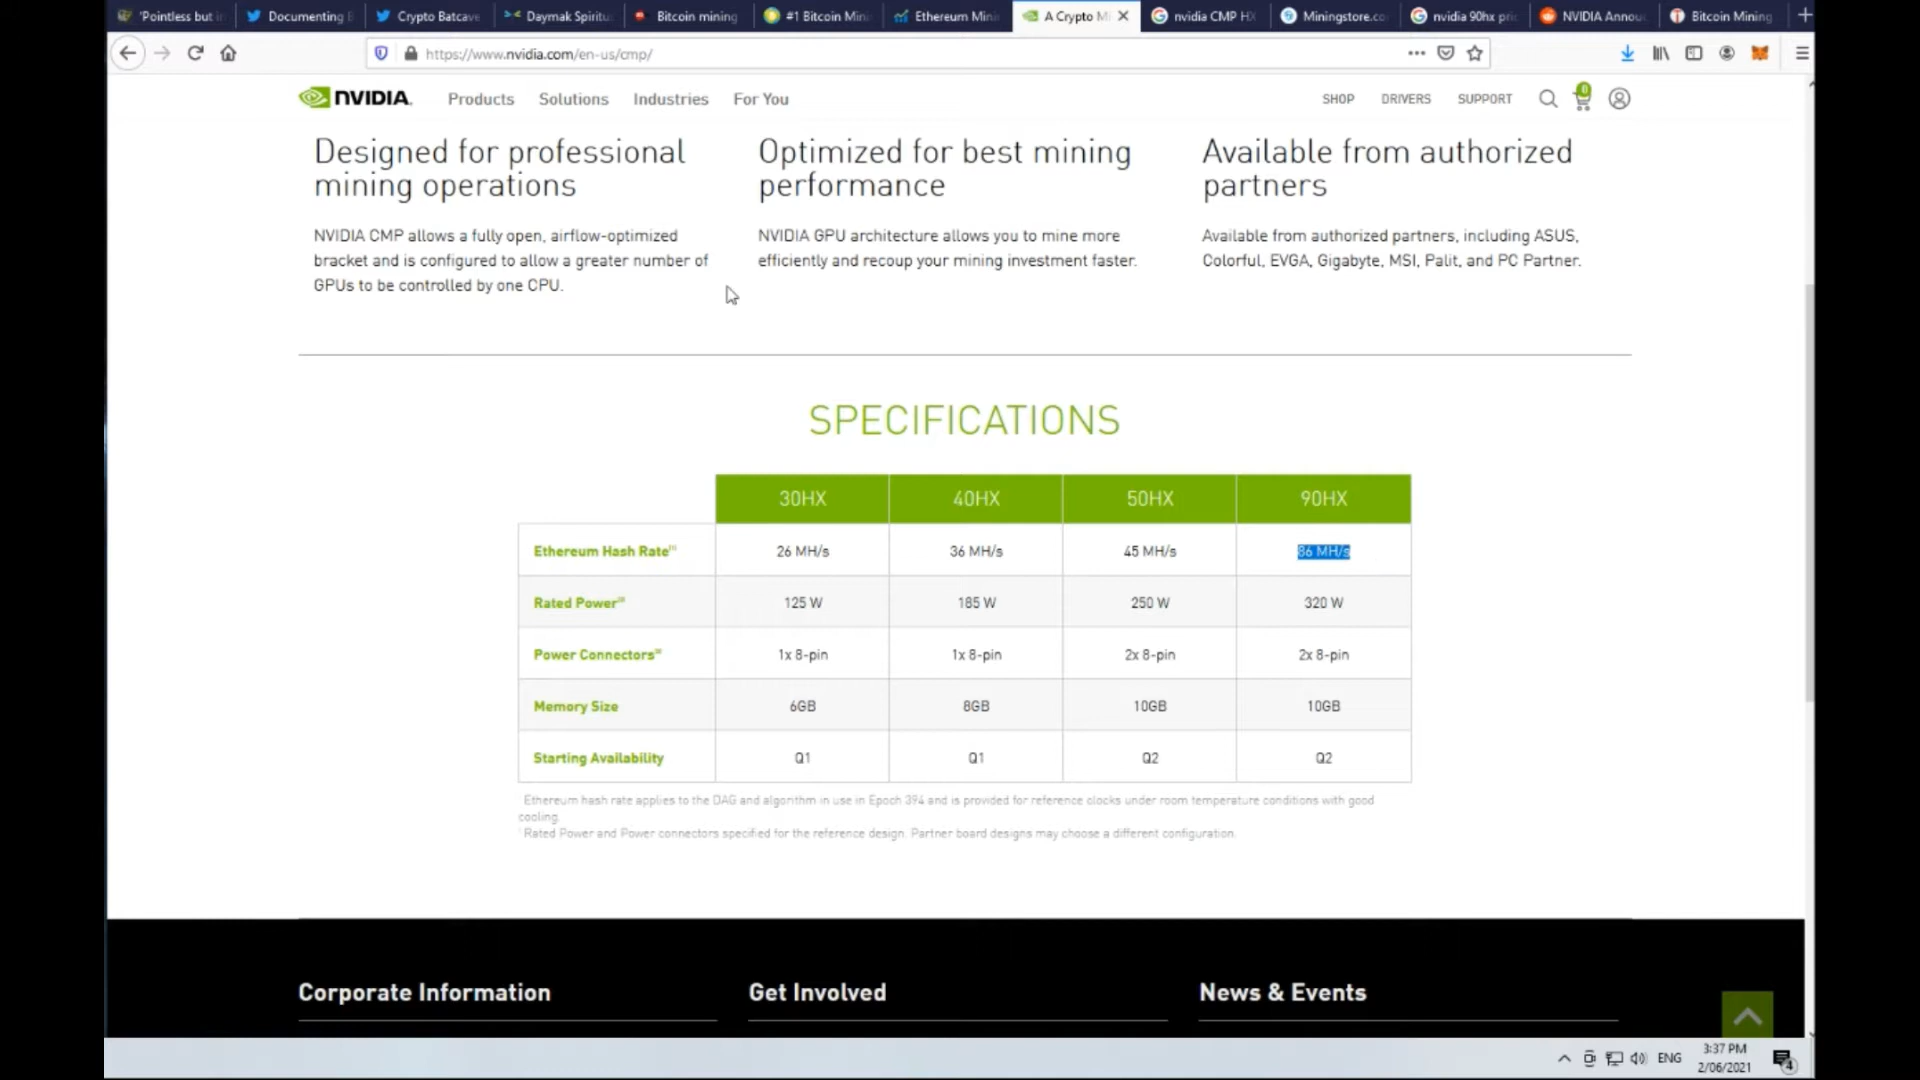 'Pointless but i
Documenting
Crypto Batcave
Daymak Spiritu
Bitcoin mining
#1 Bitcoin Min
Ethereum Mini
A Crypto Mi
nvidia CMP HX
Miningstore.co
nvidia 90hx pri
NVIDIA Annou
Bitcoin Mining
https://www.nvidia.com/en-us/cmp/
NVIDIA.
Products
Solutions
Industries
For You
SHOP
DRIVERS
SUPPORT
0
Designed for professional
mining operations
NVIDIA CMP allows a fully open, airflow-optimized
bracket and is configured to allow a greater number of
GPUs to be controlled by one CPU.
Optimized for best mining
performance
NVIDIA GPU architecture allows you to mine more
efficiently and recoup your mining investment faster.
Available from authorized
partners
Available from authorized partners, including ASUS,
Colorful, EVGA, Gigabyte, MSI, Palit, and PC Partner.
SPECIFICATIONS
30HX 40HX 50HX 90HX
Ethereum Hash Rate 26 MH/s 36 MH/s 45 MH/s 86 MH/s
Rated Power 125 W 185 W 250 W 320 W
Power Connectors 1x 8-pin 1x 8-pin 2x 8-pin 2x 8-pin
Memory Size 6GB 8GB 10GB 10GB
Starting Availability Q1 Q1 Q2 Q2
Ethereum hash rate applies to the DAG and algorithm in use in Epoch 394 and is provided for reference clocks under room temperature conditions with good
cooling.
Rated Power and Power connectors specified for the reference design. Partner board designs may choose a different configuration.
Corporate Information
Get Involved
News & Events
ENG
3:37 PM
2/06/2021
4